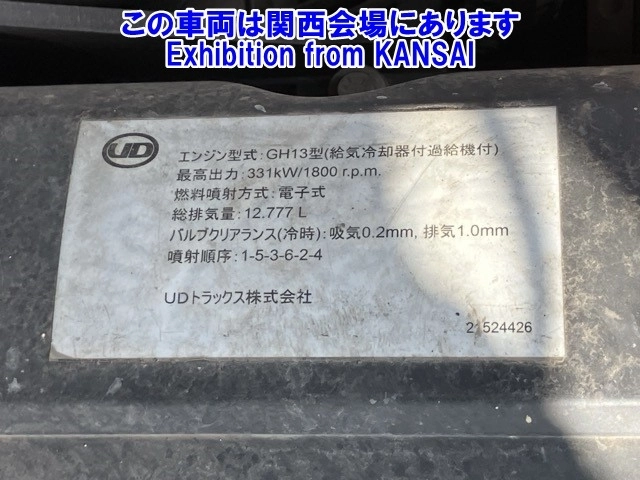 この車両は関西会場にあります
Exhibition from KANSAI
UD
エンジン型式：GH13型(給気冷却器付過給機付)
最高出力：331kW/1800 r.p.m.
燃料噴射方式：電子式
総排気量：12.777 L
バルブクリアランス(冷時)：吸気0.2mm, 排気1.0mm
噴射順序：1-5-3-6-2-4
UDトラックス株式会社
21524426